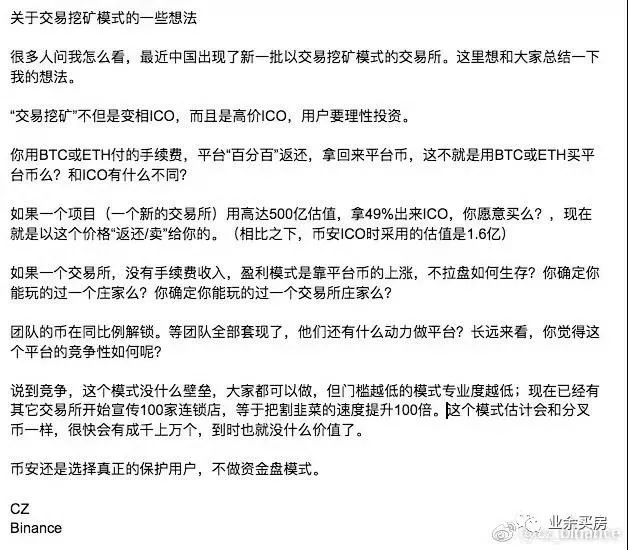 关于交易挖矿模式的一些想法
很多人问我怎么看，最近中国出现了新一批以交易挖矿模式的交易所。这里想和大家总结一下
我的想法。
“交易挖矿”不但是变相ICO，而且是高价ICO，用户要理性投资。
你用BTC或ETH付的手续费，平台“百分百”返还，拿回来平台币，这不就是用BTC或ETH买平
台币么？和ICO有什么不同？
如果一个项目（一个新的交易所）用高达500亿估值，拿49%出来ICO，你愿意买么？，现在
就是以这个价格“返还/卖”给你的。（相比之下，币安ICO时采用的估值是1.6亿）
如果一个交易所，没有手续费收入，盈利模式是靠平台币的上涨，不拉盘如何生存？你确定你
能玩的过一个庄家么？你确定你能玩的过一个交易所庄家么？
团队的币在同比例解锁。等团队全部套现了，他们还有什么动力做平台？长远来看，你觉得这
个平台的竞争性如何呢？
说到竞争，这个模式没什么壁垒，大家都可以做，但门槛越低的模式专业度越低；现在已经有
其它交易所开始宣传100家连锁店，等于把割韭菜的速度提升100倍。这个模式估计会和分叉
币一样，很快会有成千上万个，到时也就没什么价值了。
币安还是选择真正的保护用户，不做资金盘模式。
CZ
Binance
业余买房
@cz_binance